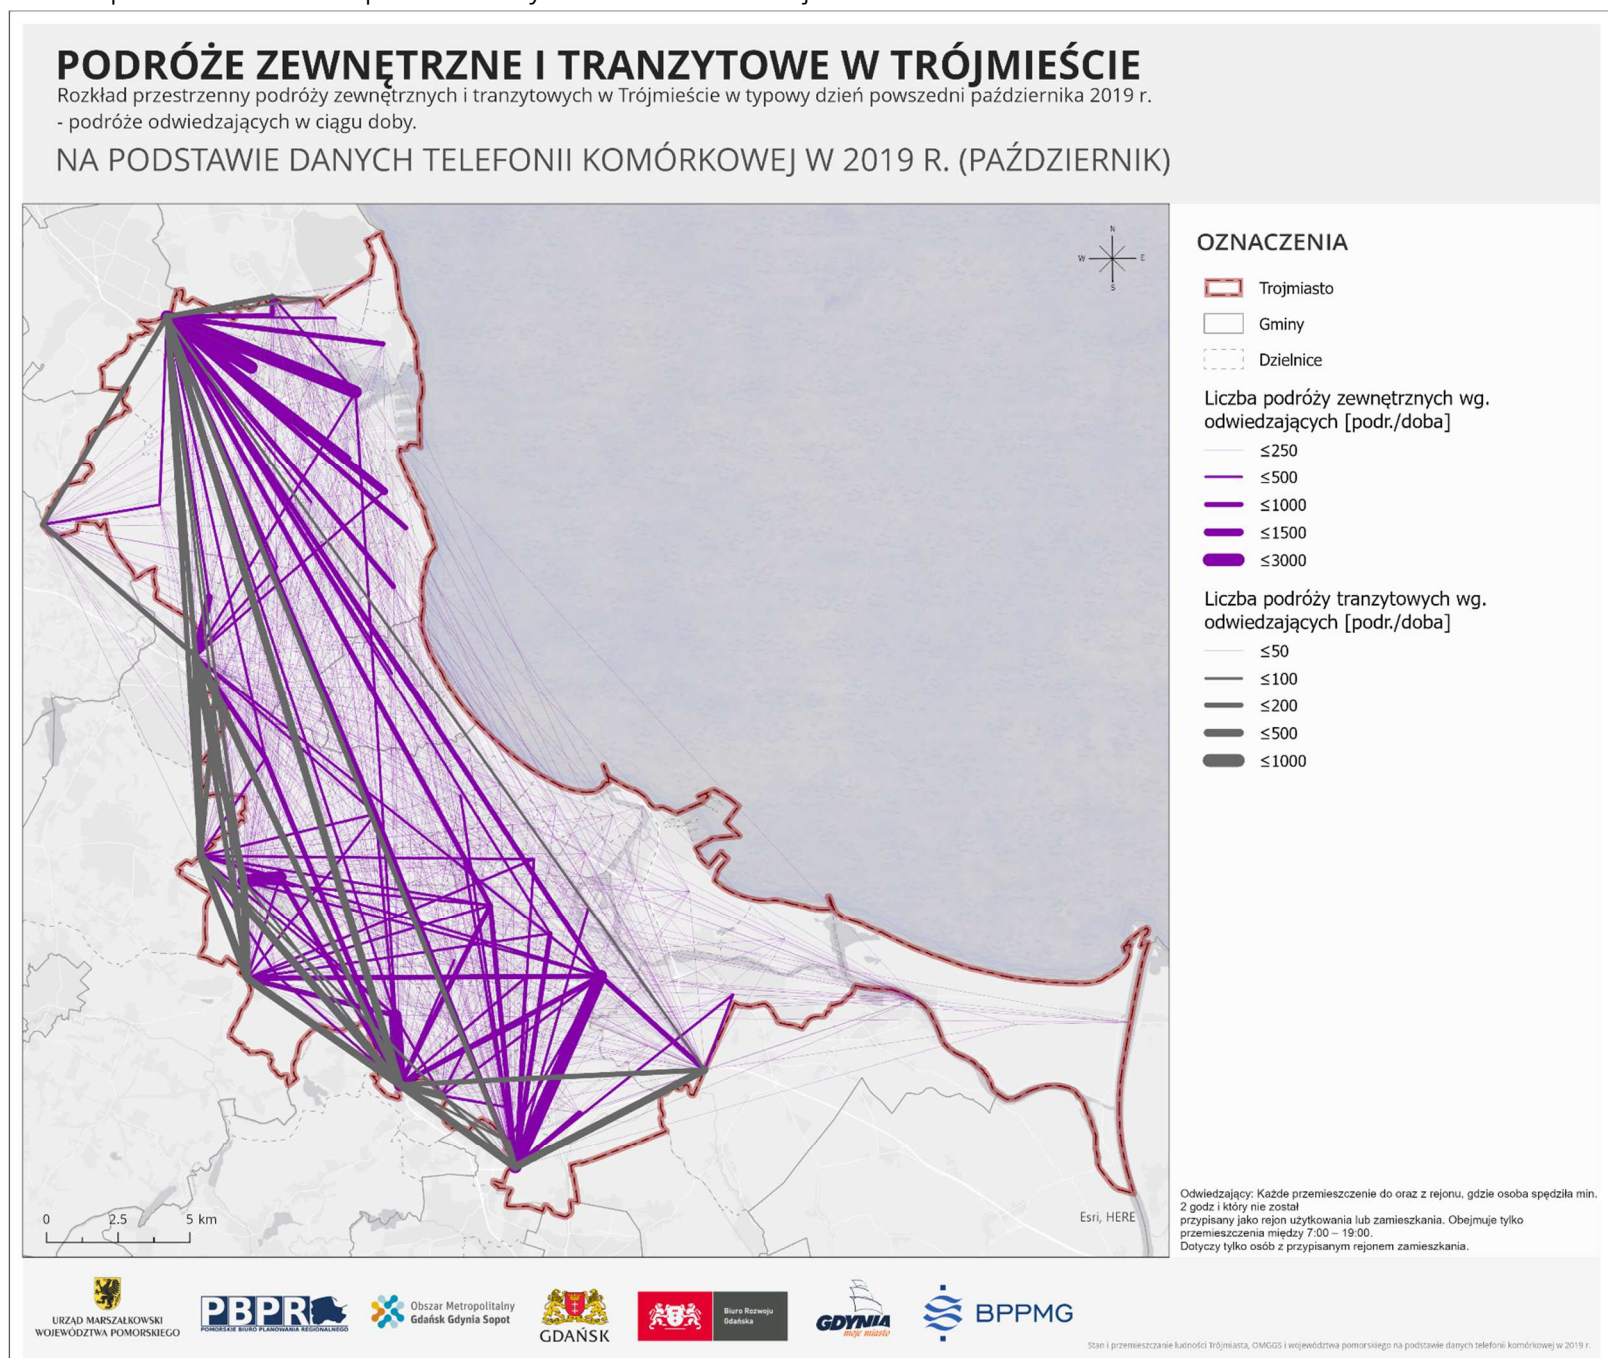 PODRÓŻE ZEWNĘTRZNE I TRANZYTOWE W TRÓJMIEŚCIE
Rozkład przestrzenny podróży zewnętrznych i tranzytowych w Trójmieście w typowy dzień powszedni października 2019 r.
- podróże odwiedzających w ciągu doby.
NA PODSTAWIE DANYCH TELEFONII KOMÓRKOWEJ W 2019 R. (PAŹDZIERNIK)
N
W E
S
OZNACZENIA
Trojmiasto
Gminy
Dzielnice
Liczba podróży zewnętrznych wg.
odwiedzających [podr./doba]
≤250
≤500
≤1000
≤1500
≤3000
Liczba podróży tranzytowych wg.
odwiedzających [podr./doba]
≤50
≤100
≤200
≤500
≤1000
Odwiedzający: Każde przemieszczenie do oraz z rejonu, gdzie osoba spędziła min.
2 godz i który nie został
przypisany jako rejon użytkowania lub zamieszkania. Obejmuje tylko
przemieszczenia między 7:00 – 19:00.
Dotyczy tylko osób z przypisanym rejonem zamieszkania.
0 2.5 5 km
Esri, HERE
URZĄD MARSZAŁKOWSKI
WOJEWÓDZTWA POMORSKIEGO
PBPR
POMORSKIE BIURO PLANOWANIA REGIONALNEGO
Obszar Metropolitalny
Gdańsk Gdynia Sopot
GDAŃSK
Biuro Rozwoju
Gdańska
GDYNIA
moje miasto
BPPMG
Stan i przemieszczanie ludności Trójmiasta, OMGGS i województwa pomorskiego na podstawie danych telefonii komórkowej w 2019 r.